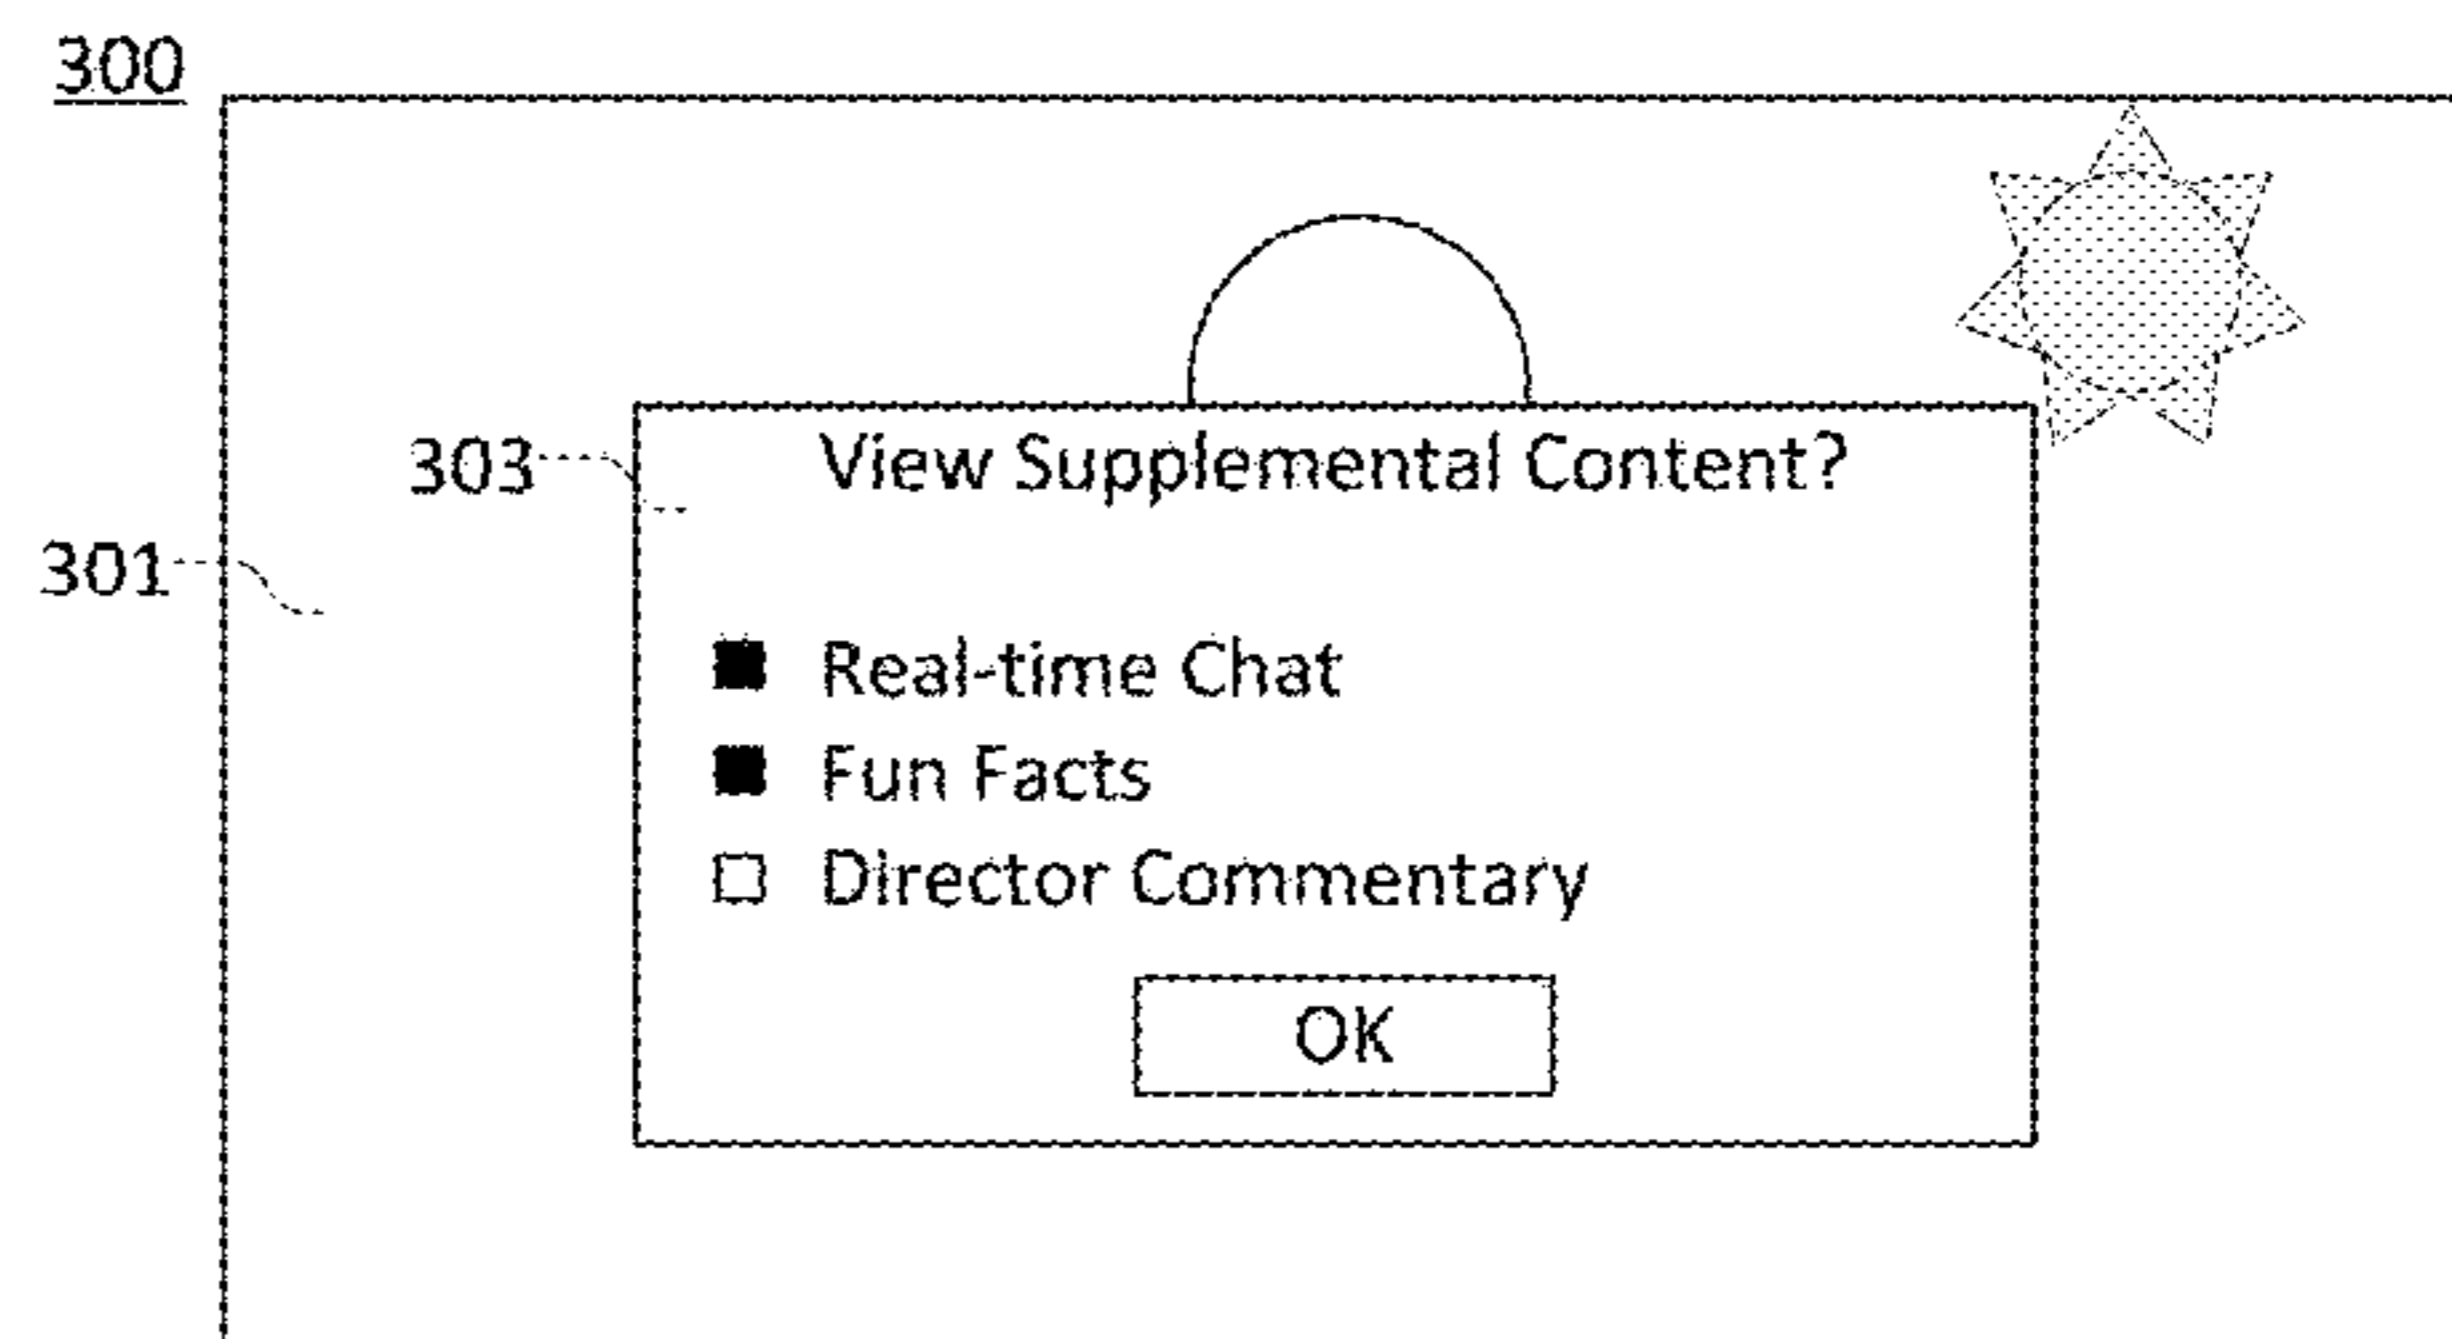 300
303
View Supplemental Content?
301
Real-time Chat
Fun Facts
Director Commentary
OK